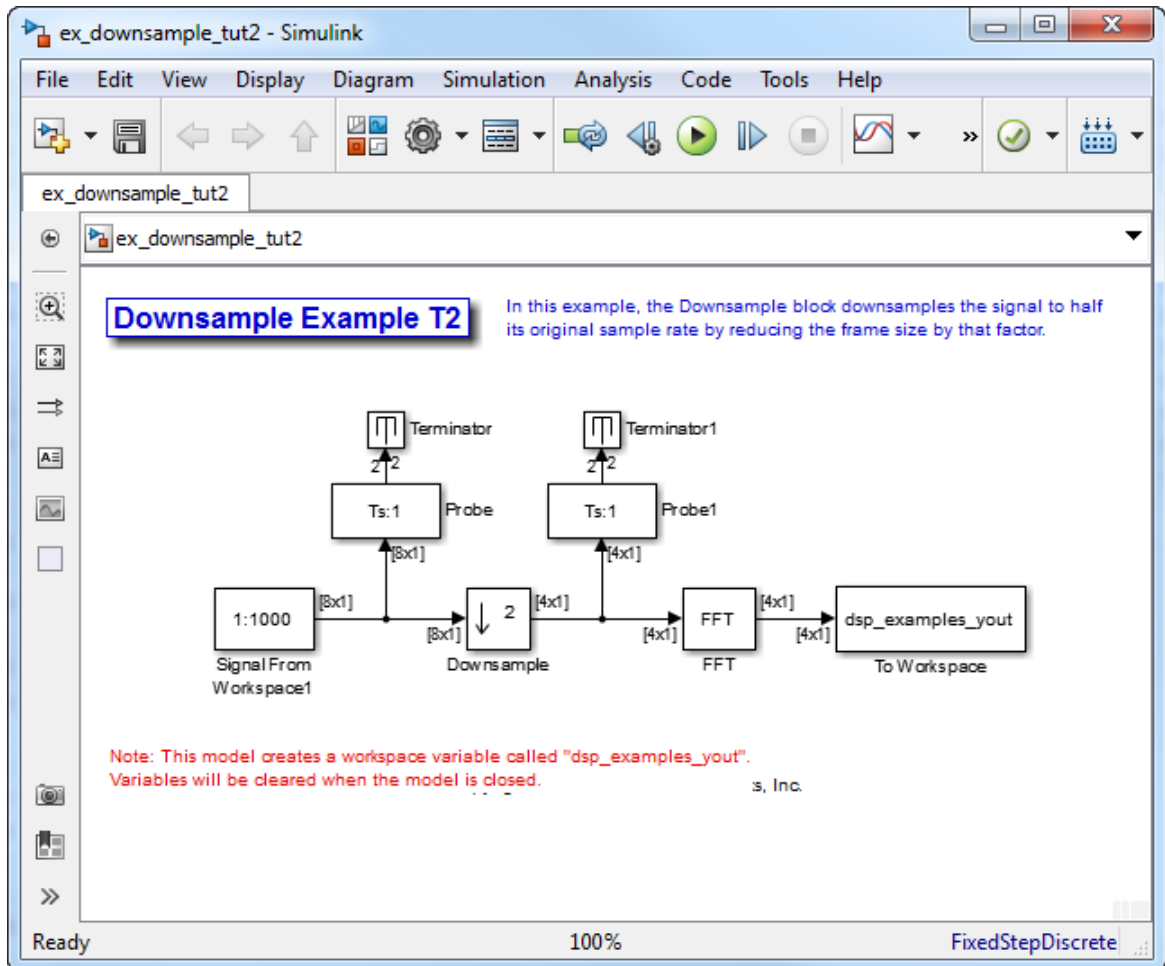 ex_downsample_tut2 - Simulink
File Edit View Display Diagram Simulation Analysis Code Tools Help
ex_downsample_tut2
ex_downsample_tut2
Downsample Example T2
In this example, the Downsample block downsamples the signal to half
its original sample rate by reducing the frame size by that factor.
Terminator
Terminator1
2 2
2 2
Ts:1
Probe
Ts:1
Probe1
[8x1]
[4x1]
1:1000
[8x1]
[8x1]
2
[4x1]
[4x1]
FFT
[4x1]
[4x1]
dsp_examples_yout
Signal From
Workspace1
Downsample
FFT
To Workspace
Note: This model creates a workspace variable called "dsp_examples_yout".
Variables will be cleared when the model is closed.
s, Inc.
Ready
100%
FixedStepDiscrete